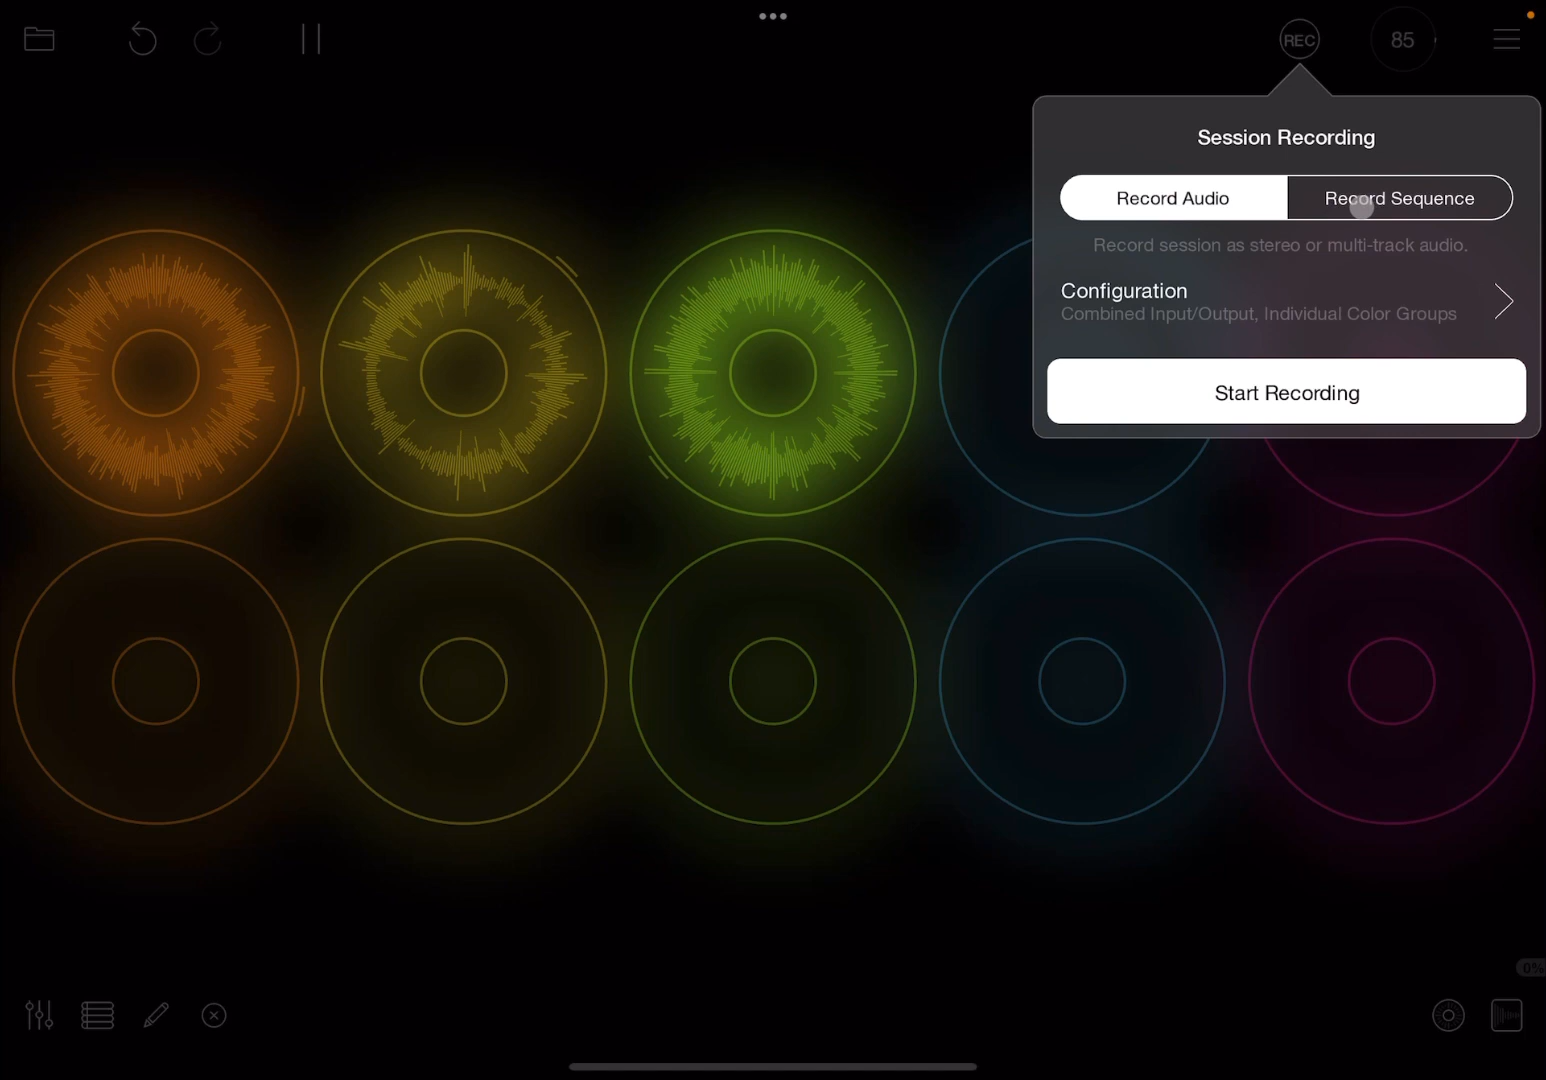 REC
85
Session Recording
Record Audio
Record Sequence
Record session as stereo or multi-track audio.
Configuration
Combined Input/Output, Individual Color Groups
Start Recording
0%